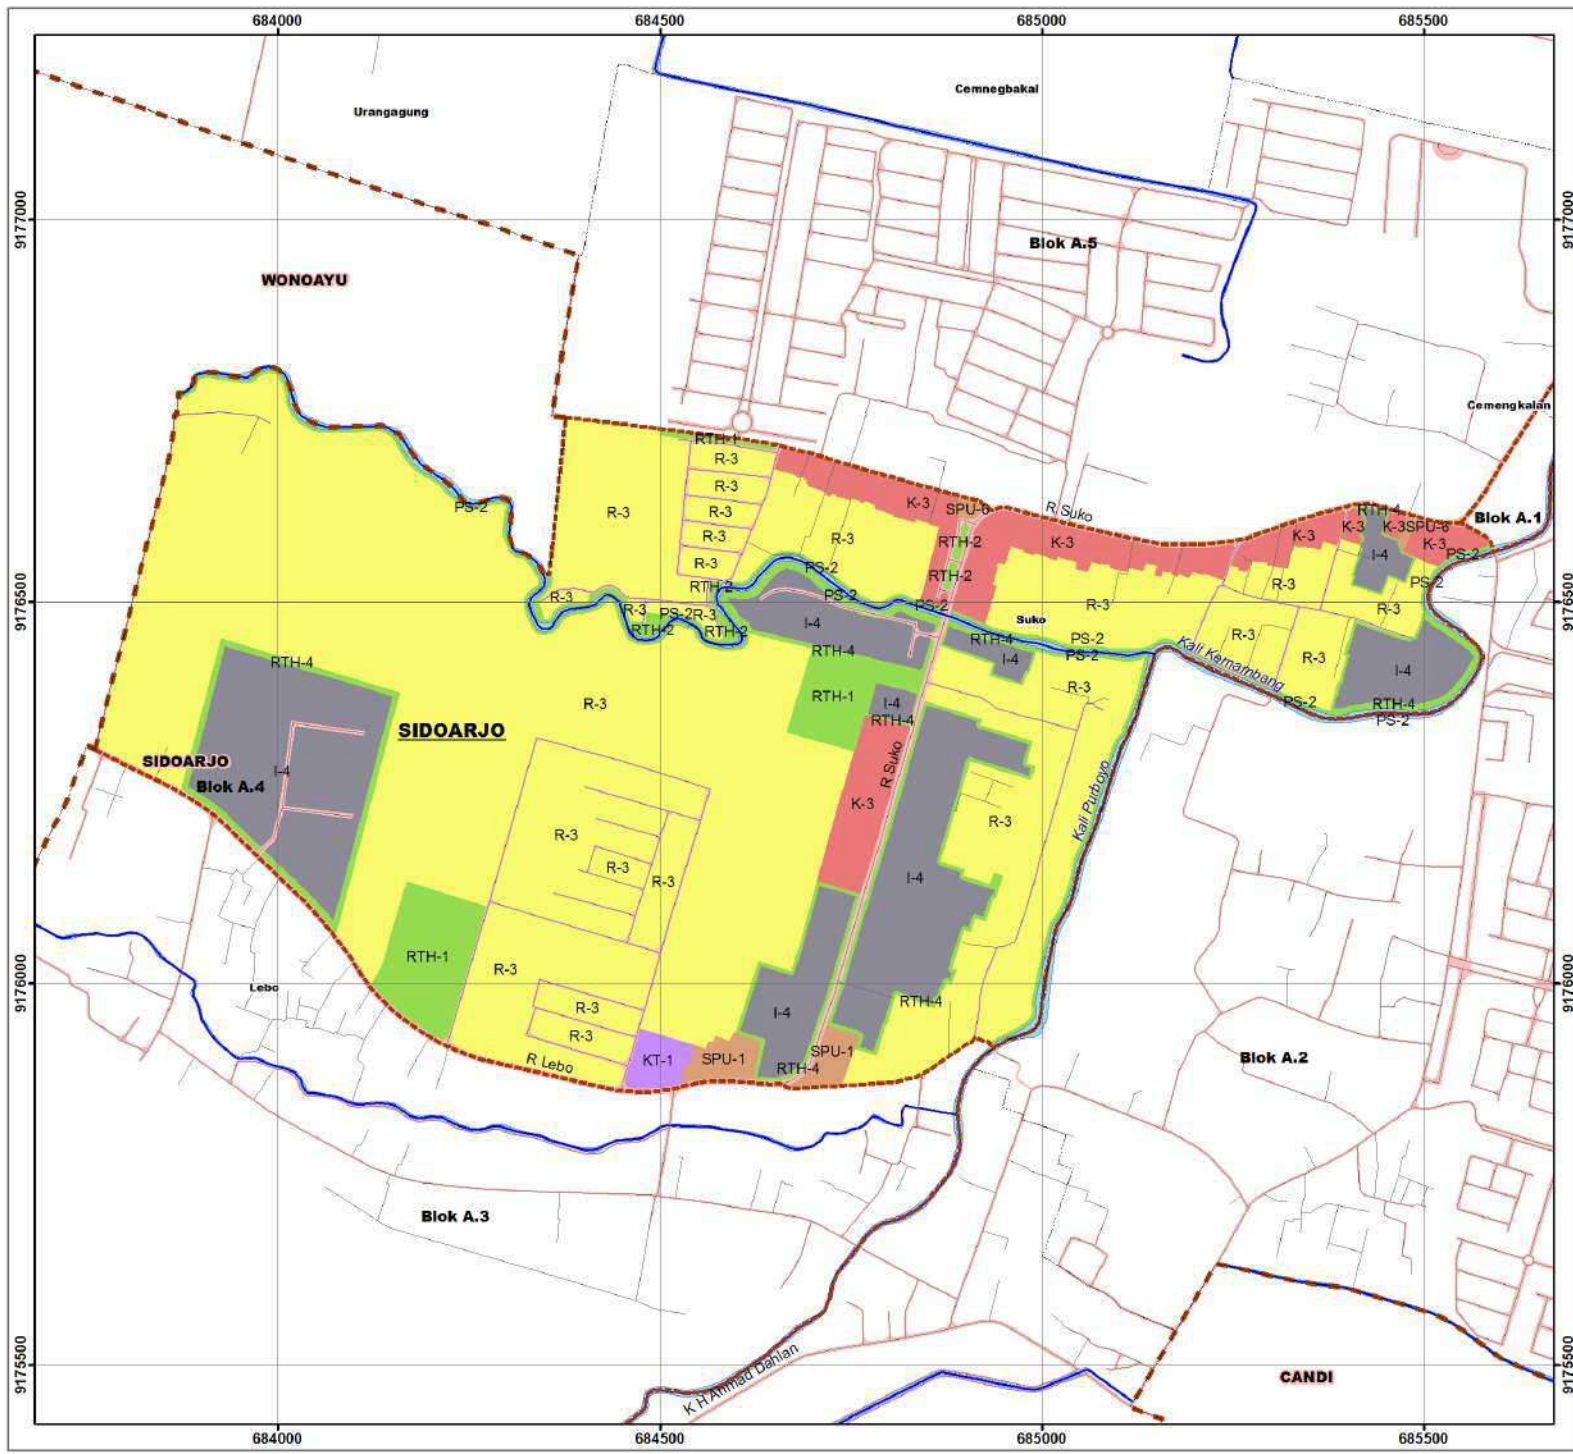 684000
684500
685000
685500
Cemnegbakal
Urangagung
9177000
9177000
Blok A.5
WONOAYU
Cemengkalan
RTH-1
R-3
R-3
K-3
PS-2
R-3
R-3
SPU-6
R Suko
RTH-4
K-3
K-3
SPU-6
Blok A.1
R-3
R-3
RTH-2
K-3
K-3
K-3
I-4
PS-2
R-3
PS-2
RTH-2
RTH-2
R-3
PS-2
R-3
PS-2
PS-2
R-3
R-3
9176500
9176500
R-3
PS-2
R-3
I-4
Suko
RTH-2
RTH-2
RTH-4
PS-2
R-3
RTH-4
I-4
PS-2
Kali Kemambang
R-3
RTH-4
I-4
RTH-1
R-3
R-3
I-4
PS-2
RTH-4
SIDOARJO
RTH-4
PS-2
SIDOARJO
I-4
R Suko
Blok A.4
K-3
Kali Purboyo
R-3
R-3
R-3
R-3
I-4
RTH-1
R-3
9176000
9176000
Lebo
R-3
I-4
RTH-4
R-3
R Lebo
KT-1
SPU-1
SPU-1
RTH-4
Blok A.2
Blok A.3
9175500
9175500
K H Ahmad Dahlan
CANDI
684000
684500
685000
685500